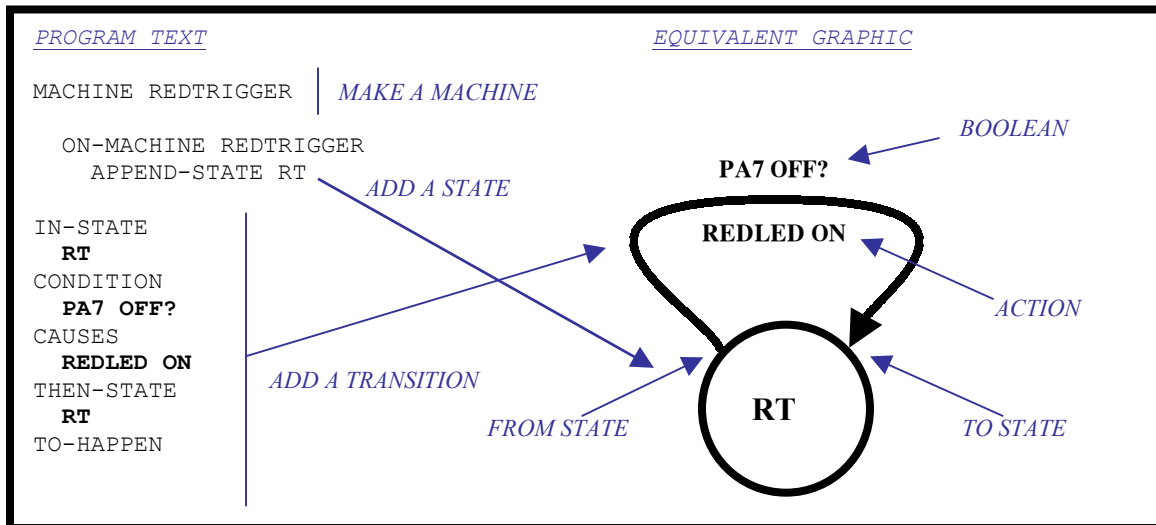 PROGRAM TEXT
EQUIVALENT GRAPHIC
MACHINE REDTRIGGER
MAKE A MACHINE
ON-MACHINE REDTRIGGER
APPEND-STATE RT
ADD A STATE
IN-STATE
RT
CONDITION
PA7 OFF?
CAUSES
REDLED ON
THEN-STATE
RT
TO-HAPPEN
ADD A TRANSITION
BOOLEAN
PA7 OFF?
REDLED ON
ACTION
RT
FROM STATE
TO STATE